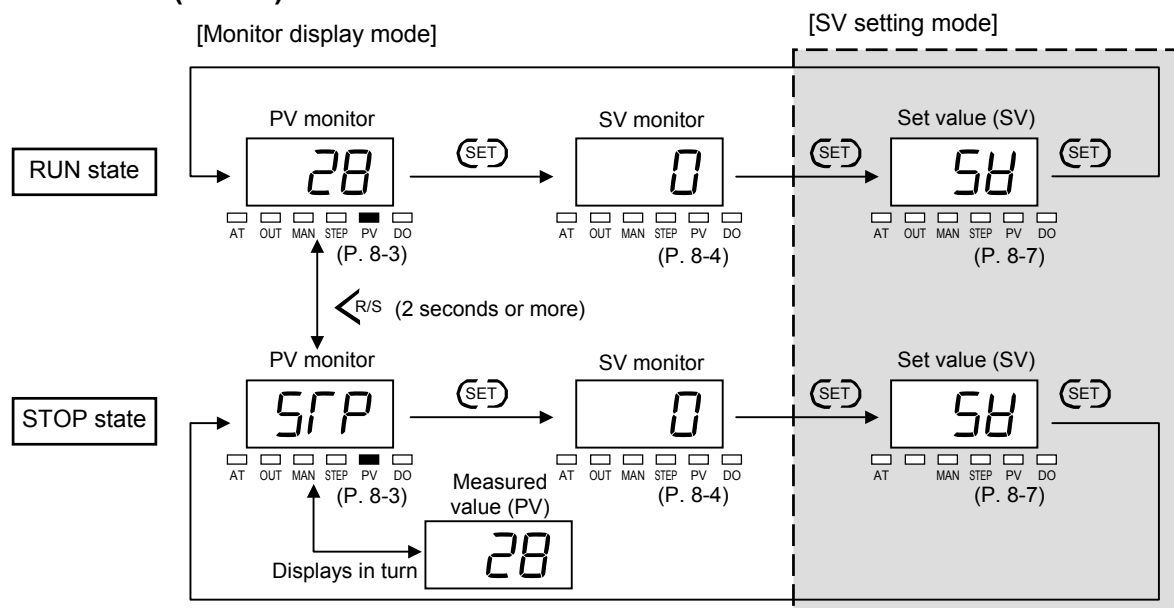 [Monitor display mode]
[SV setting mode]
PV monitor
SV monitor
Set value (SV)
RUN state
28
SET
0
SET
SV
SET
AT OUT MAN STEP PV DO
AT OUT MAN STEP PV DO
AT OUT MAN STEP PV DO
(P. 8-3)
(P. 8-4)
(P. 8-7)
R/S (2 seconds or more)
PV monitor
SV monitor
Set value (SV)
STOP state
STP
SET
0
SET
SV
SET
AT OUT MAN STEP PV DO
AT OUT MAN STEP PV DO
AT MAN STEP PV DO
(P. 8-3)
(P. 8-4)
(P. 8-7)
Measured
value (PV)
28
Displays in turn